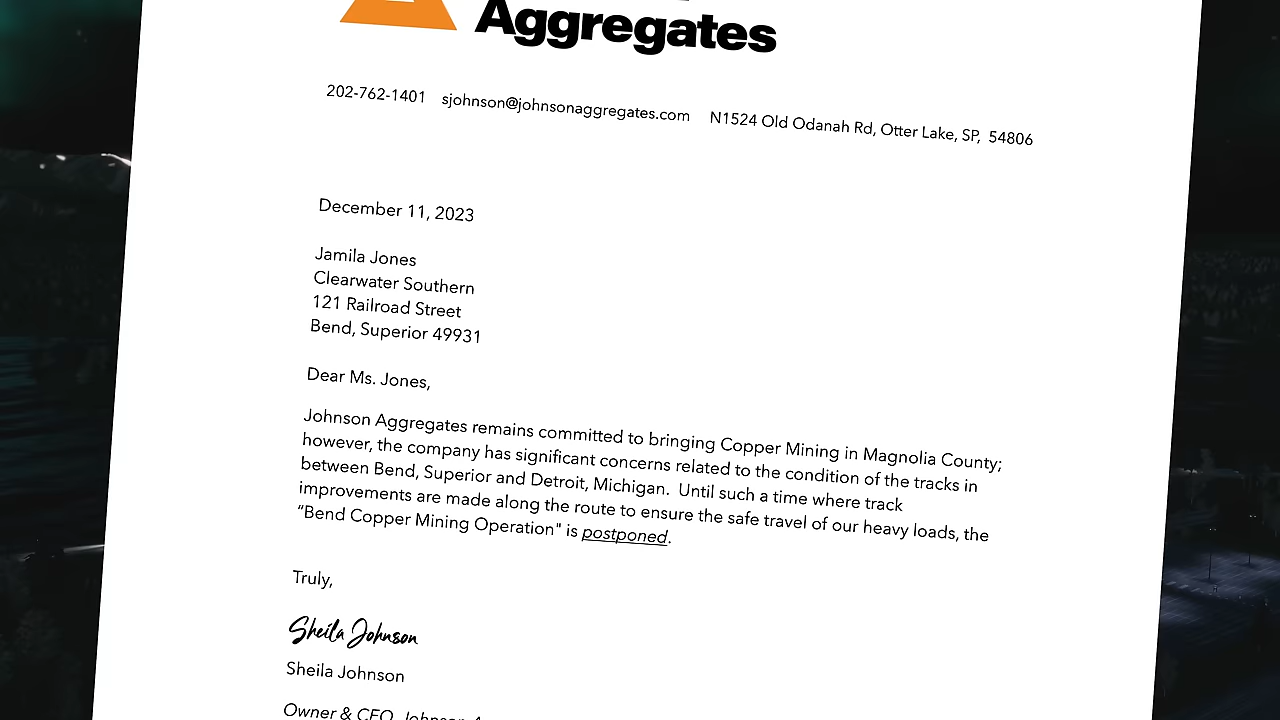 Aggregates
202-762-1401 sjohnson@johnsonaggregates.com N1524 Old Odanah Rd, Otter Lake, SP, 54806
December 11, 2023
Jamila Jones
Clearwater Southern
121 Railroad Street
Bend, Superior 49931
Dear Ms. Jones,
Johnson Aggregates remains committed to bringing Copper Mining in Magnolia County;
however, the company has significant concerns related to the condition of the tracks in
between Bend, Superior and Detroit, Michigan. Until such a time where track
improvements are made along the route to ensure the safe travel of our heavy loads, the
“Bend Copper Mining Operation" is postponed.
Truly,
Sheila Johnson
Sheila Johnson
Owner & CEO, Johnson